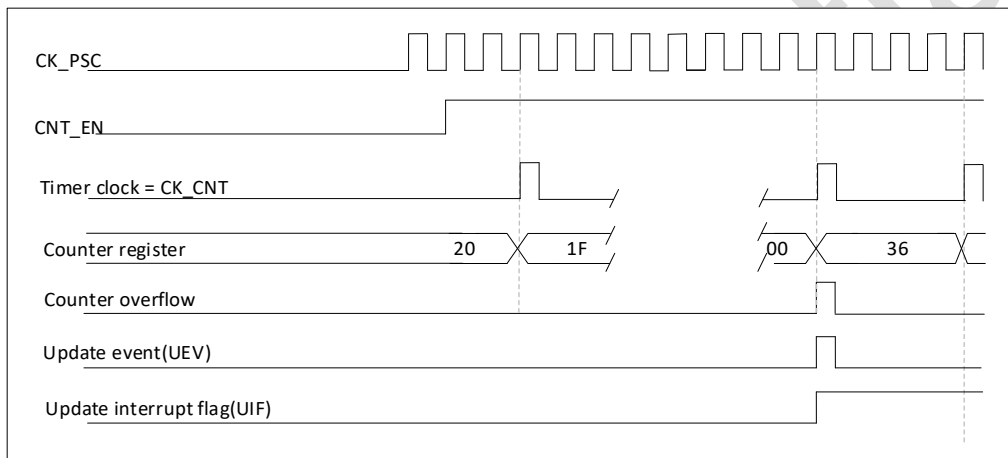 CK_PSC
CNT_EN
Timer clock = CK_CNT
Counter register 20 1F 00 36
Counter overflow
Update event(UEV)
Update interrupt flag(UIF)